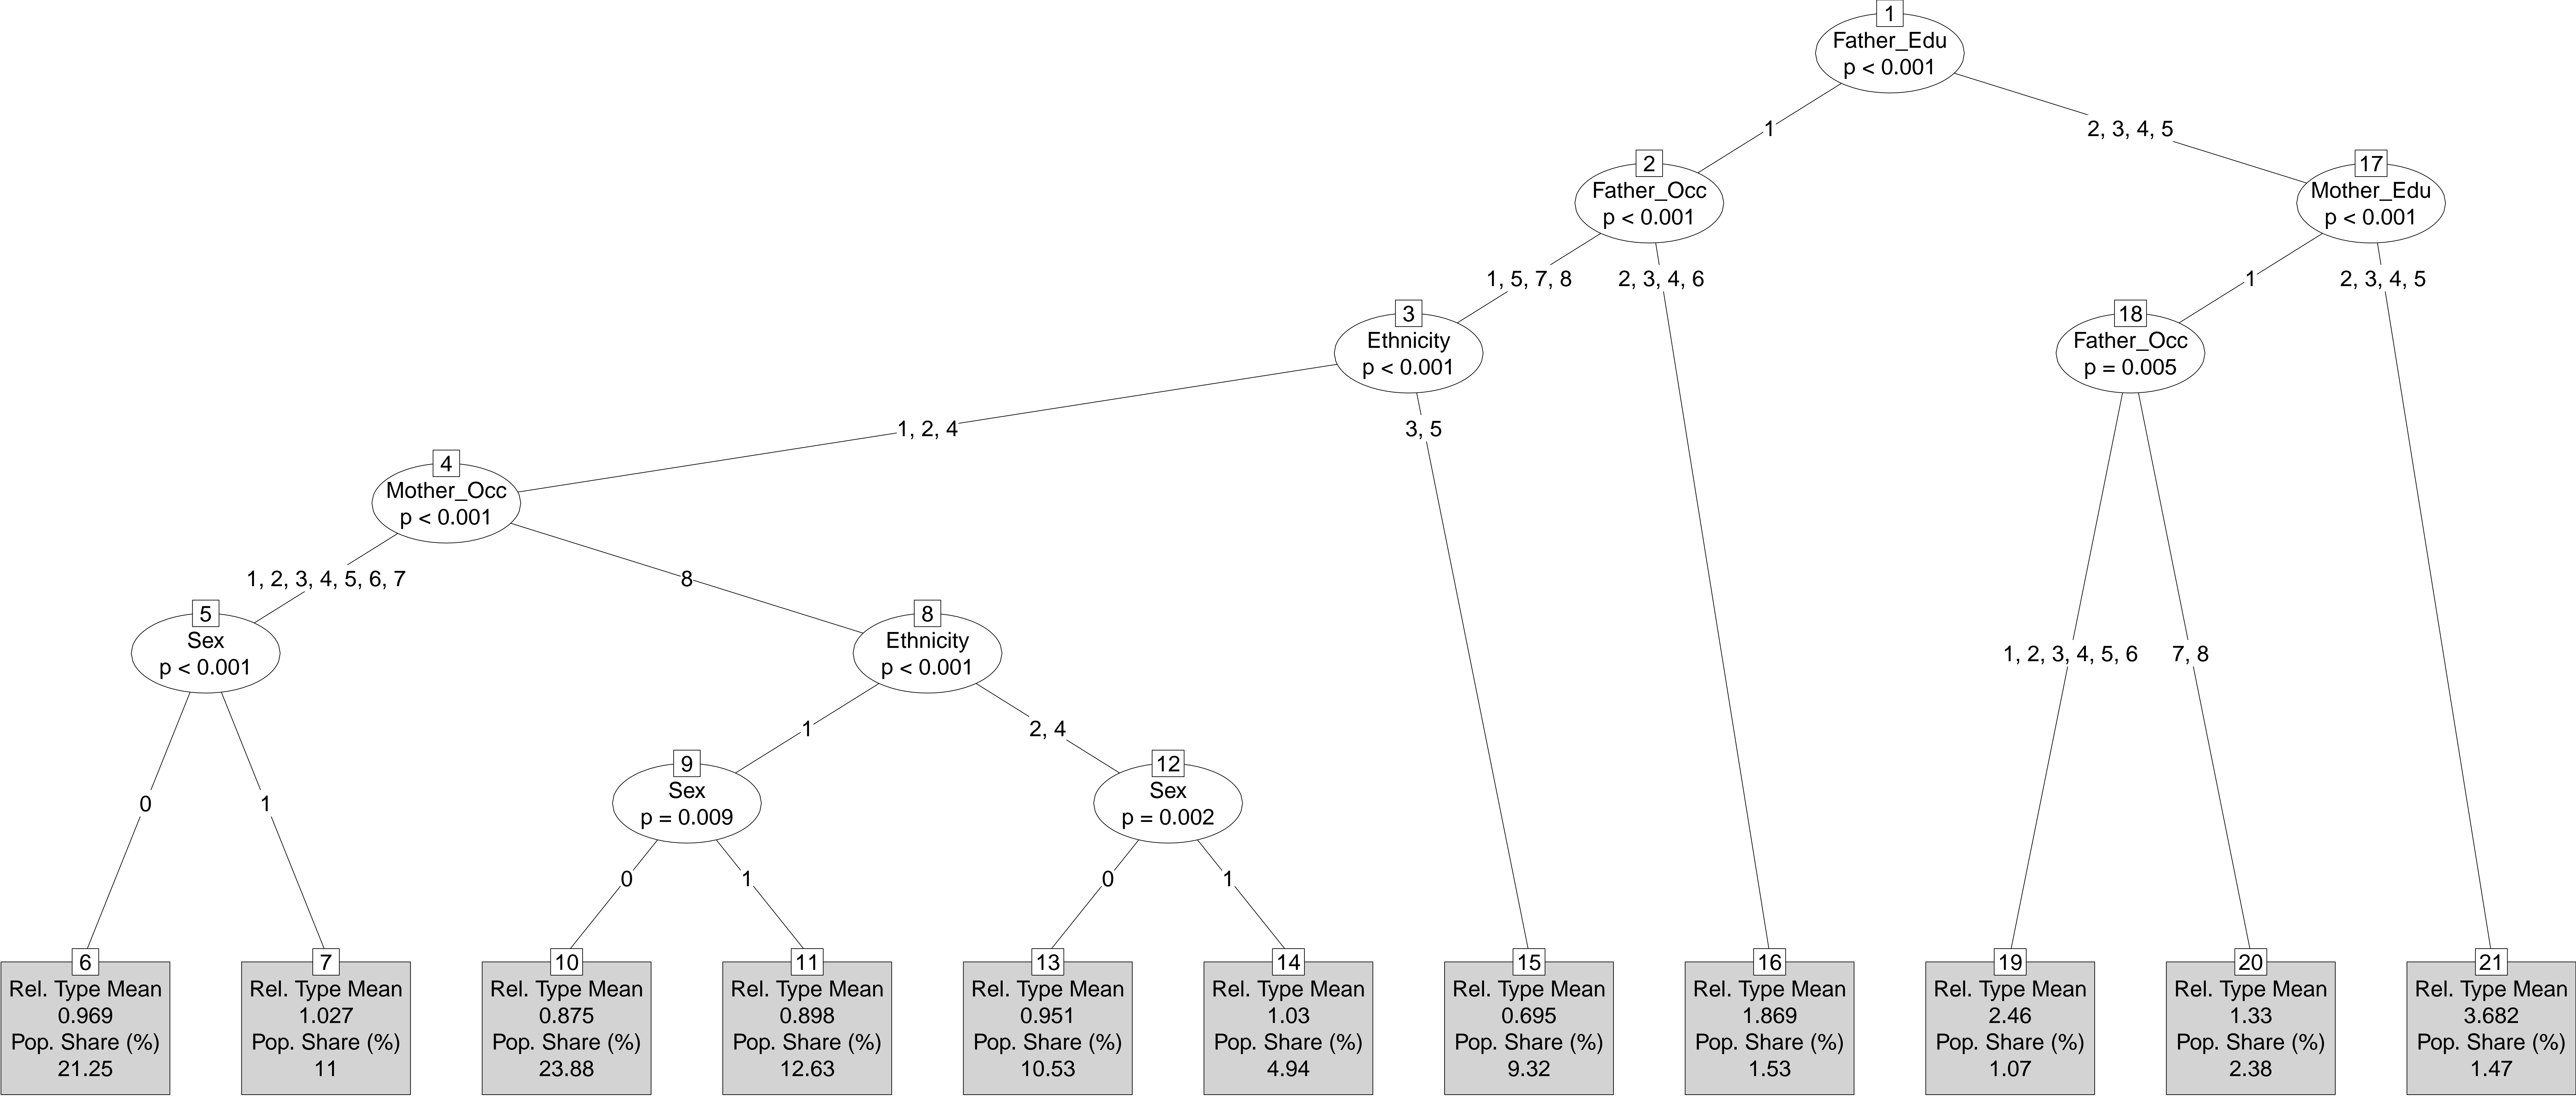 1
Father_Edu
p < 0.001
1
2, 3, 4, 5
2
Father_Occ
p < 0.001
17
Mother_Edu
p < 0.001
1, 5, 7, 8
2, 3, 4, 6
1
2, 3, 4, 5
3
Ethnicity
p < 0.001
18
Father_Occ
p = 0.005
1, 2, 4
3, 5
4
Mother_Occ
p < 0.001
1, 2, 3, 4, 5, 6, 7
8
5
Sex
p < 0.001
8
Ethnicity
p < 0.001
1, 2, 3, 4, 5, 6
7, 8
1
2, 4
9
Sex
p = 0.009
12
Sex
p = 0.002
0
1
0
1
0
1
6
Rel. Type Mean
0.969
Pop. Share (%)
21.25
7
Rel. Type Mean
1.027
Pop. Share (%)
11
10
Rel. Type Mean
0.875
Pop. Share (%)
23.88
11
Rel. Type Mean
0.898
Pop. Share (%)
12.63
13
Rel. Type Mean
0.951
Pop. Share (%)
10.53
14
Rel. Type Mean
1.03
Pop. Share (%)
4.94
15
Rel. Type Mean
0.695
Pop. Share (%)
9.32
16
Rel. Type Mean
1.869
Pop. Share (%)
1.53
19
Rel. Type Mean
2.46
Pop. Share (%)
1.07
20
Rel. Type Mean
1.33
Pop. Share (%)
2.38
21
Rel. Type Mean
3.682
Pop. Share (%)
1.47